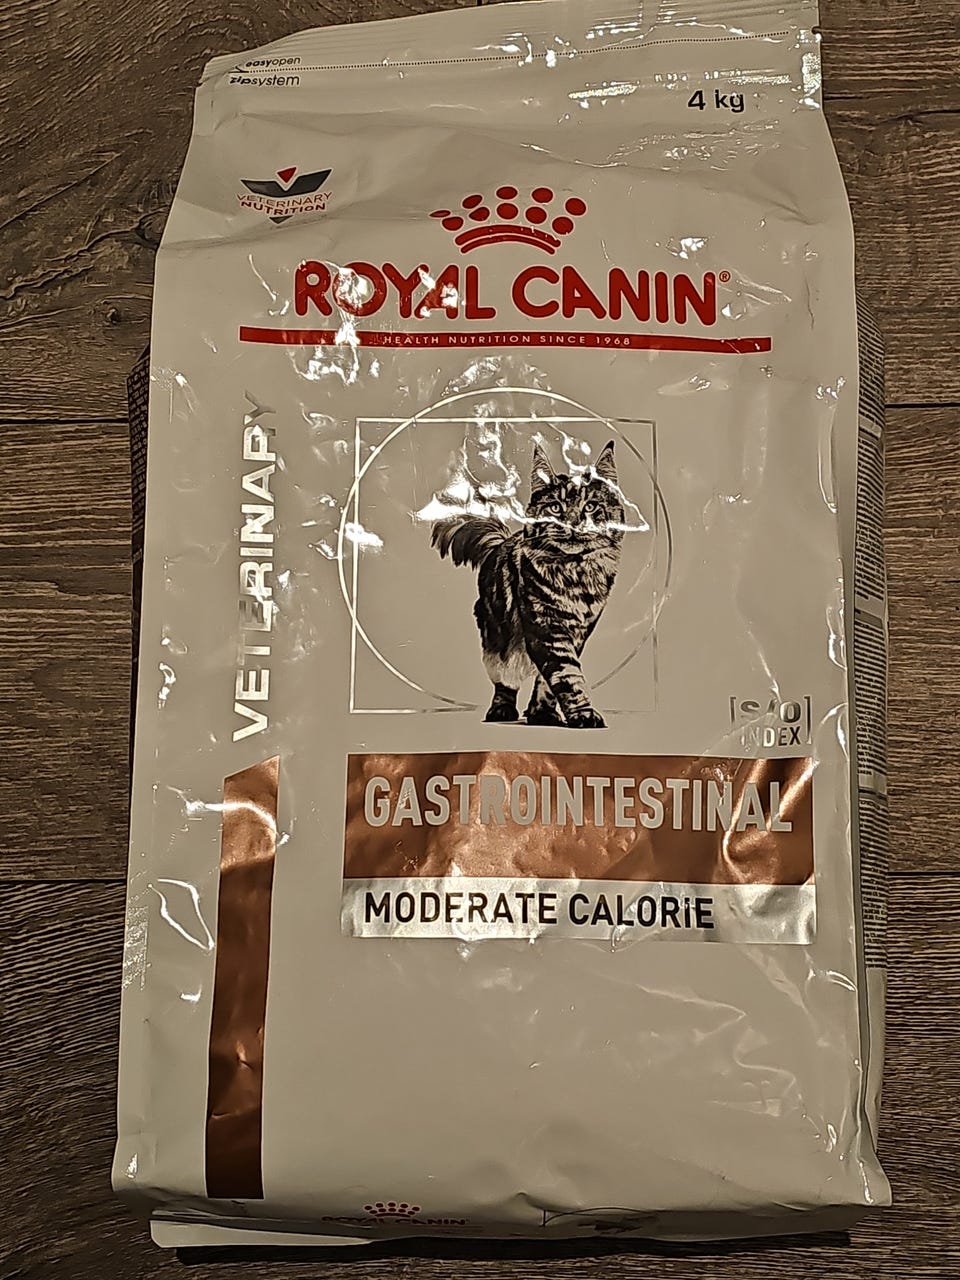 easyopen
zipsystem
4 kg
VETERINARY
NUTRITION
ROYAL CANIN®
HEALTH NUTRITION SINCE 1968
VETERINARY
[S/O]
INDEX
GASTROINTESTINAL
MODERATE CALORIE
ROYAL CANIN